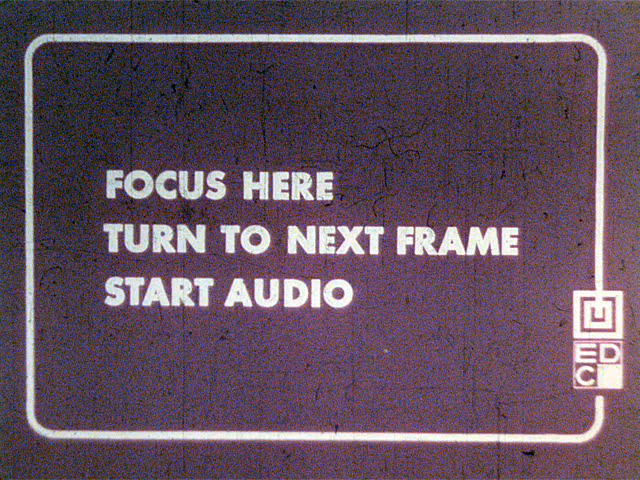 FOCUS HERE
TURN TO NEXT FRAME
START AUDIO
ED
C